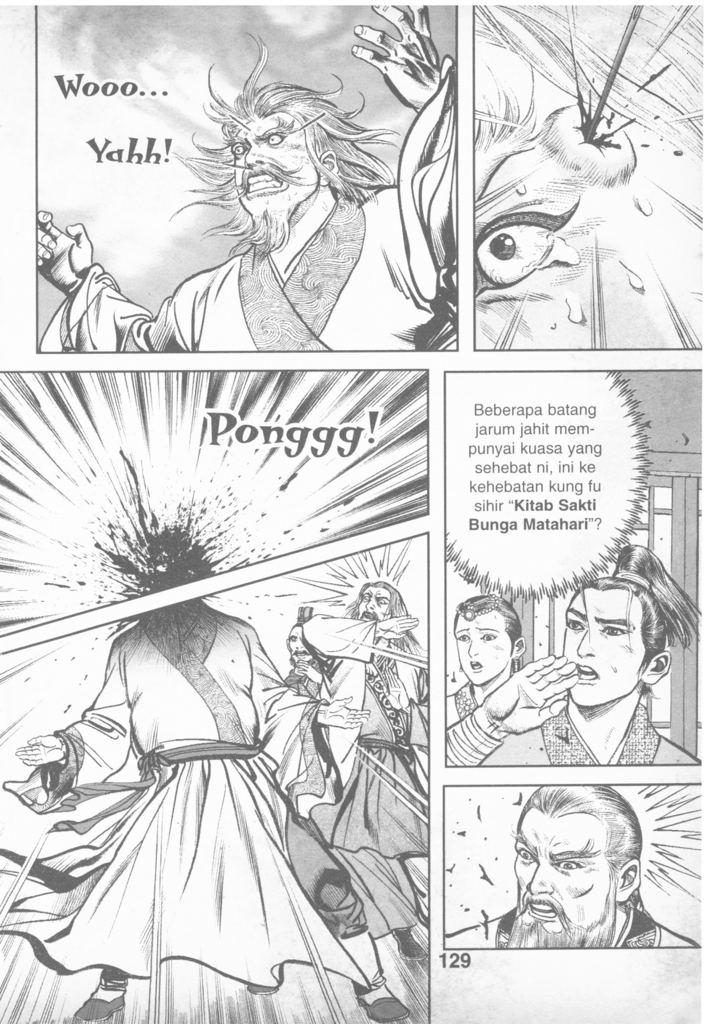 Wooo...
Yahh!
Ponggg!
Beberapa batang
jarum jahit mem-
punyai kuasa yang
sehebat ni, ini ke
kehebatan kung fu
sihir “Kitab Sakti
Bunga Matahari”?
129